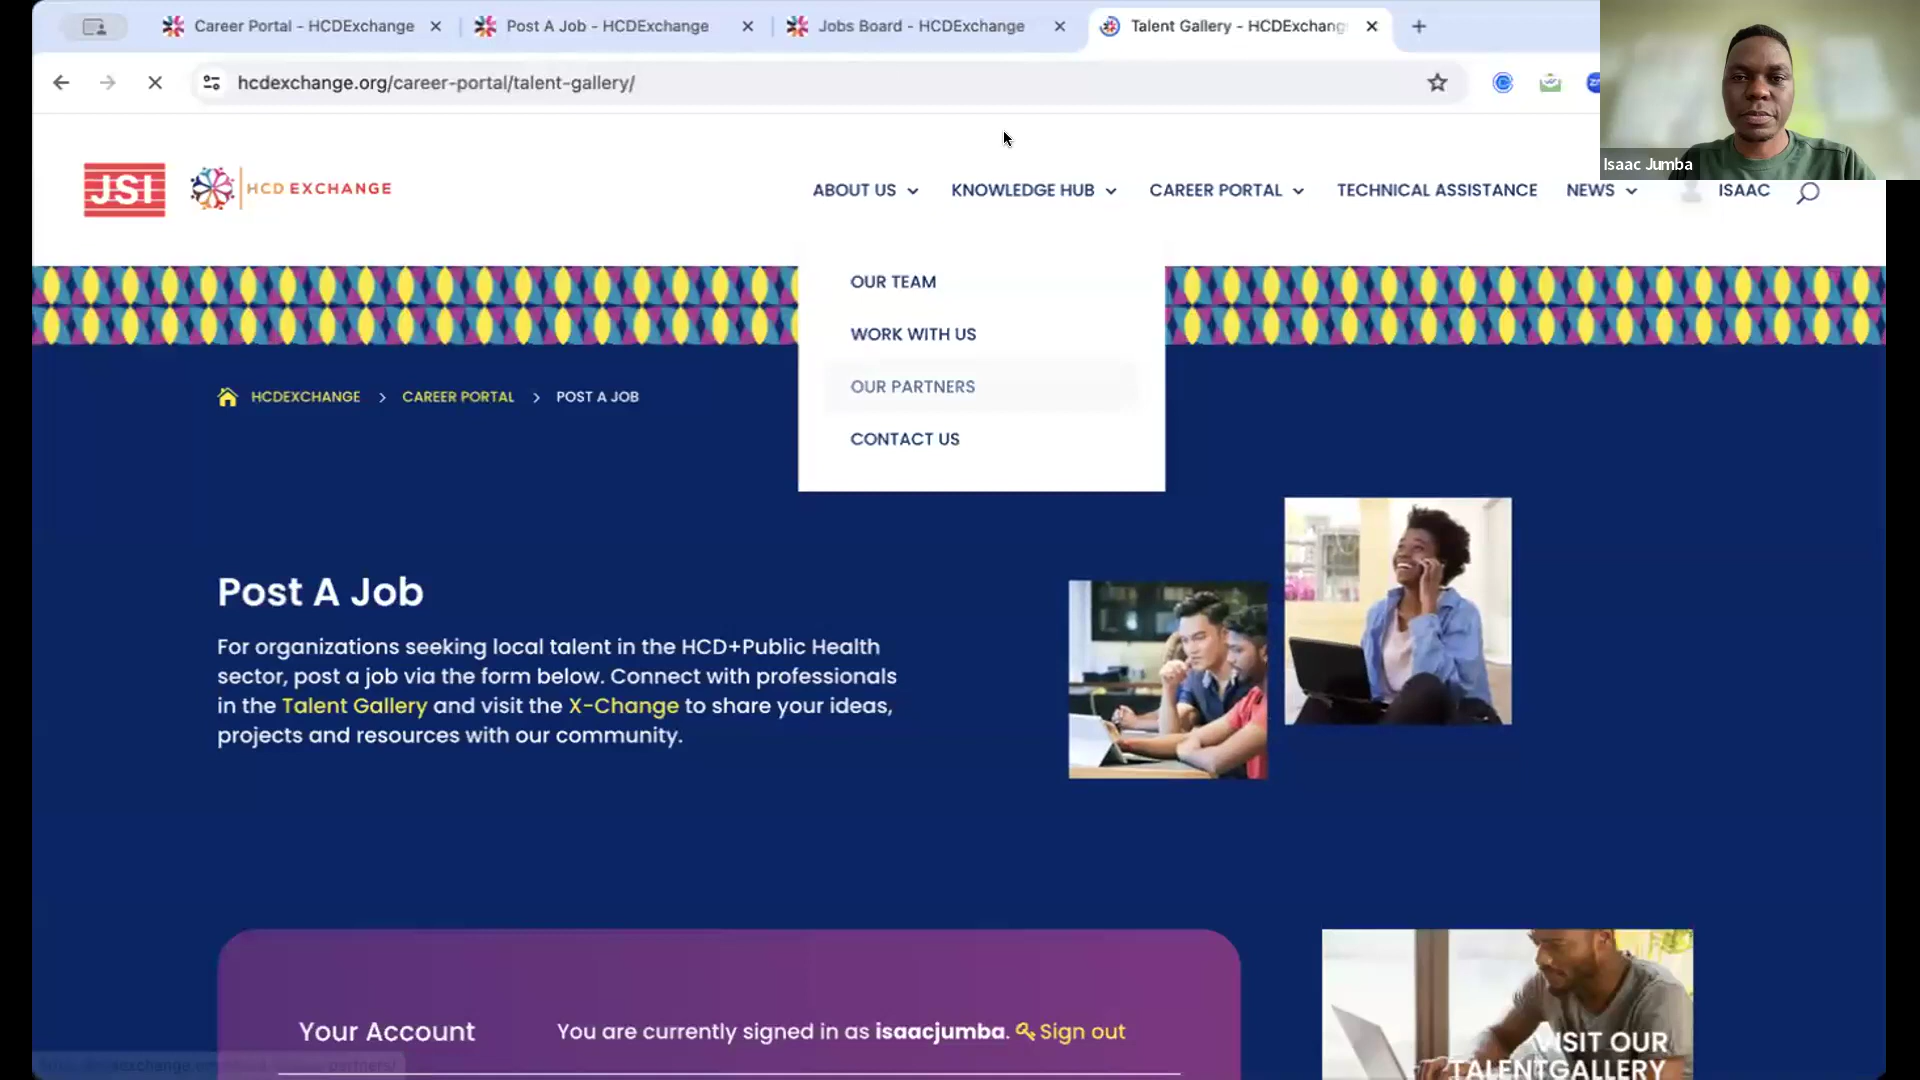 Career Portal - HCDExchange
Post A Job - HCDExchange
Jobs Board - HCDExchange
Talent Gallery - HCDExchang
hcdexchange.org/career-portal/talent-gallery/
Isaac Jumba
JSI
HCD EXCHANGE
ABOUT US
KNOWLEDGE HUB
CAREER PORTAL
TECHNICAL ASSISTANCE
NEWS
ISAAC
OUR TEAM
WORK WITH US
OUR PARTNERS
CONTACT US
HCDEXCHANGE > CAREER PORTAL > POST A JOB
Post A Job
For organizations seeking local talent in the HCD+Public Health
sector, post a job via the form below. Connect with professionals
in the Talent Gallery and visit the X-Change to share your ideas,
projects and resources with our community.
Your Account
You are currently signed in as isaacjumba. Sign out
VISIT OUR
TALENTGALLERY